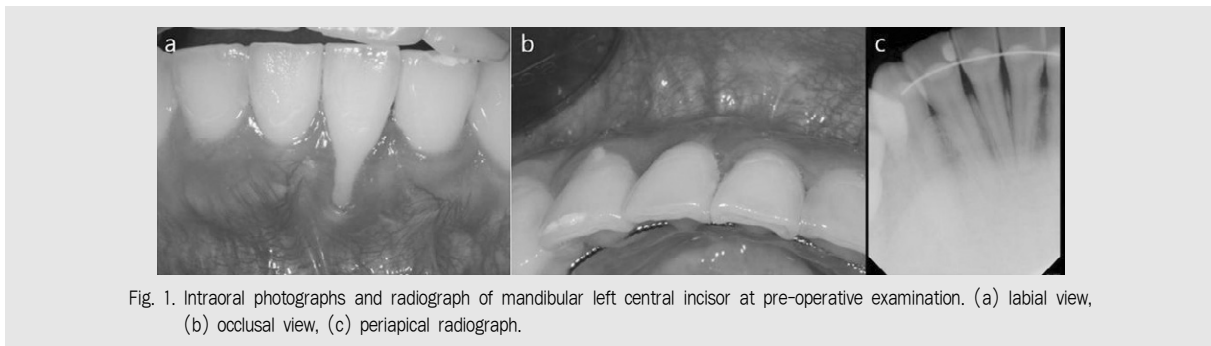 a
b
c
Fig. 1. Intraoral photographs and radiograph of mandibular left central incisor at pre-operative examination. (a) labial view,
(b) occlusal view, (c) periapical radiograph.